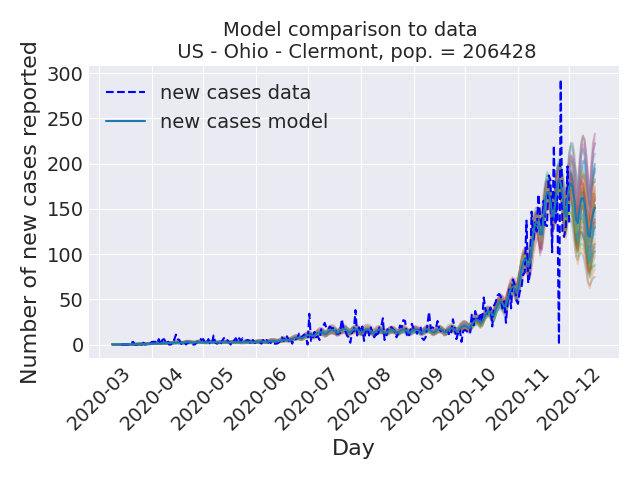 Model comparison to data
US - Ohio - Clermont, pop. = 206428
Number of new cases reported
300
250
200
150
100
50
0
new cases data
new cases model
2020-03
2020-04
2020-05
2020-06
2020-07
2020-08
2020-09
2020-10
2020-11
2020-12
Day